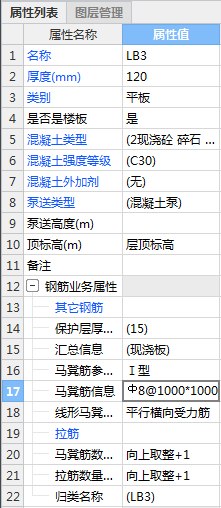 属性列表 图层管理
属性名称 属性值
1 名称 LB3
2 厚度(mm) 120
3 类别 平板
4 是否是楼板 是
5 混凝土类型 (2现浇砼 碎石 ...
6 混凝土强度等级 (C30)
7 混凝土外加剂 (无)
8 泵送类型 (混凝土泵)
9 泵送高度(m)
10 顶标高(m) 层顶标高
11 备注
12 钢筋业务属性
13 其它钢筋
14 保护层厚... (15)
15 汇总信息 (现浇板)
16 马凳筋参... Ⅰ型
17 马凳筋信息 中8@1000*1000
18 线形马凳... 平行横向受力筋
19 拉筋
20 马凳筋数... 向上取整+1
21 拉筋数量... 向上取整+1
22 归类名称 (LB3)